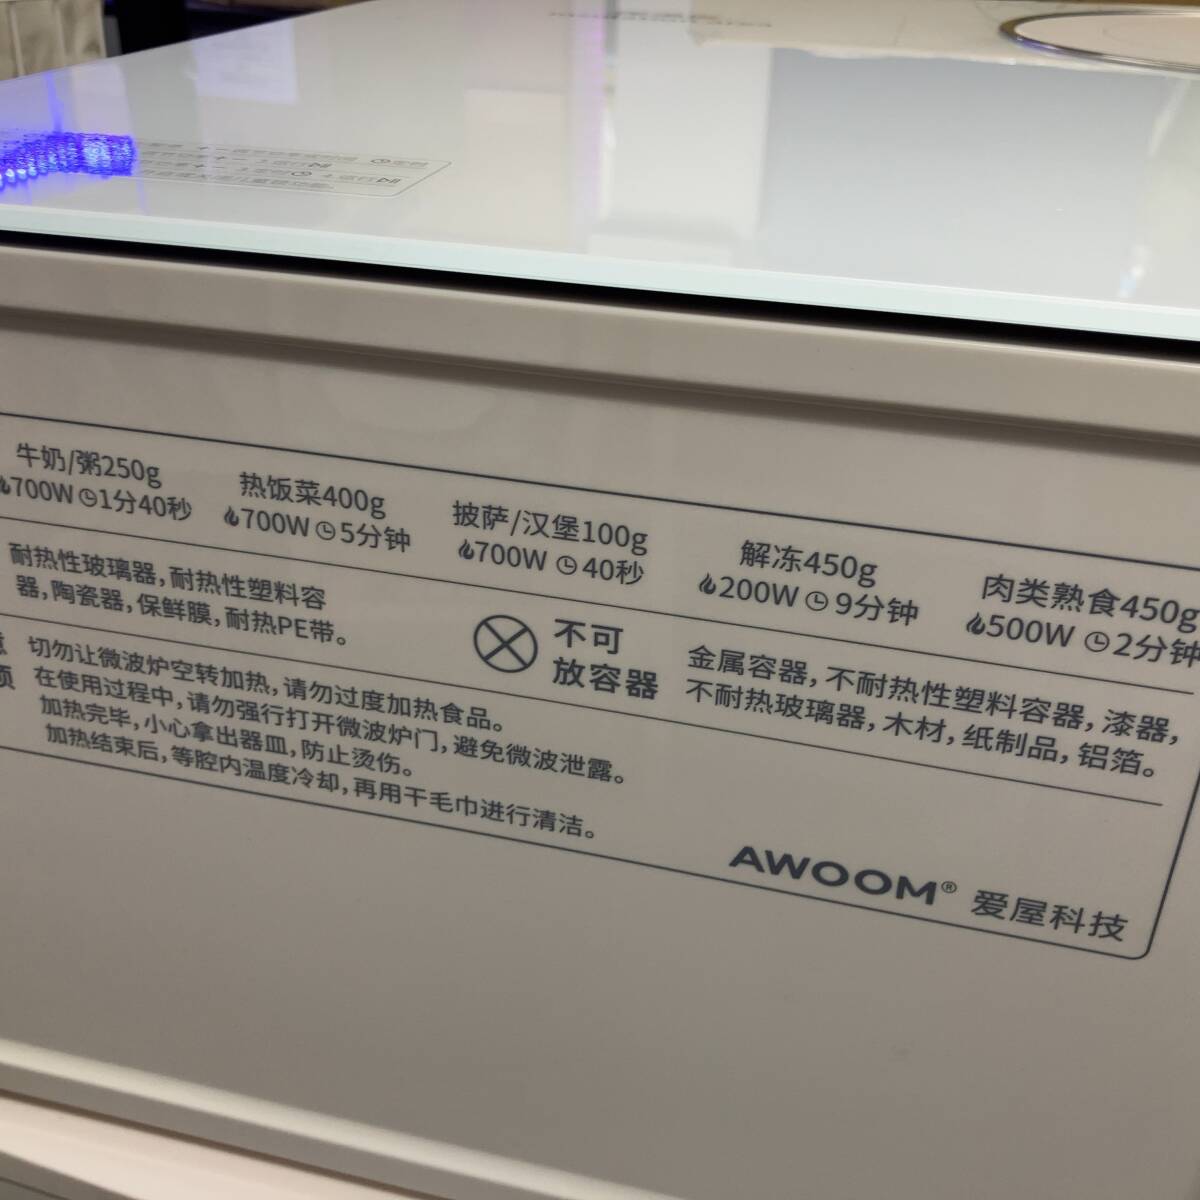 牛奶/粥250g
700W 1分40秒
热饭菜400g
700W 5分钟
披萨/汉堡100g
700W 40秒
解冻450g
200W 9分钟
肉类熟食450g
500W 2分钟
耐热性玻璃器,耐热性塑料容
器,陶瓷器,保鲜膜,耐热PE带。
不可
放容器
金属容器,不耐热性塑料容器,漆器,
不耐热玻璃器,木材,纸制品,铝箔。
切勿让微波炉空转加热,请勿过度加热食品。
在使用过程中,请勿强行打开微波炉门,避免微波泄露。
加热完毕,小心拿出器皿,防止烫伤。
加热结束后,等腔内温度冷却,再用干毛巾进行清洁。
AWOOM® 爱屋科技